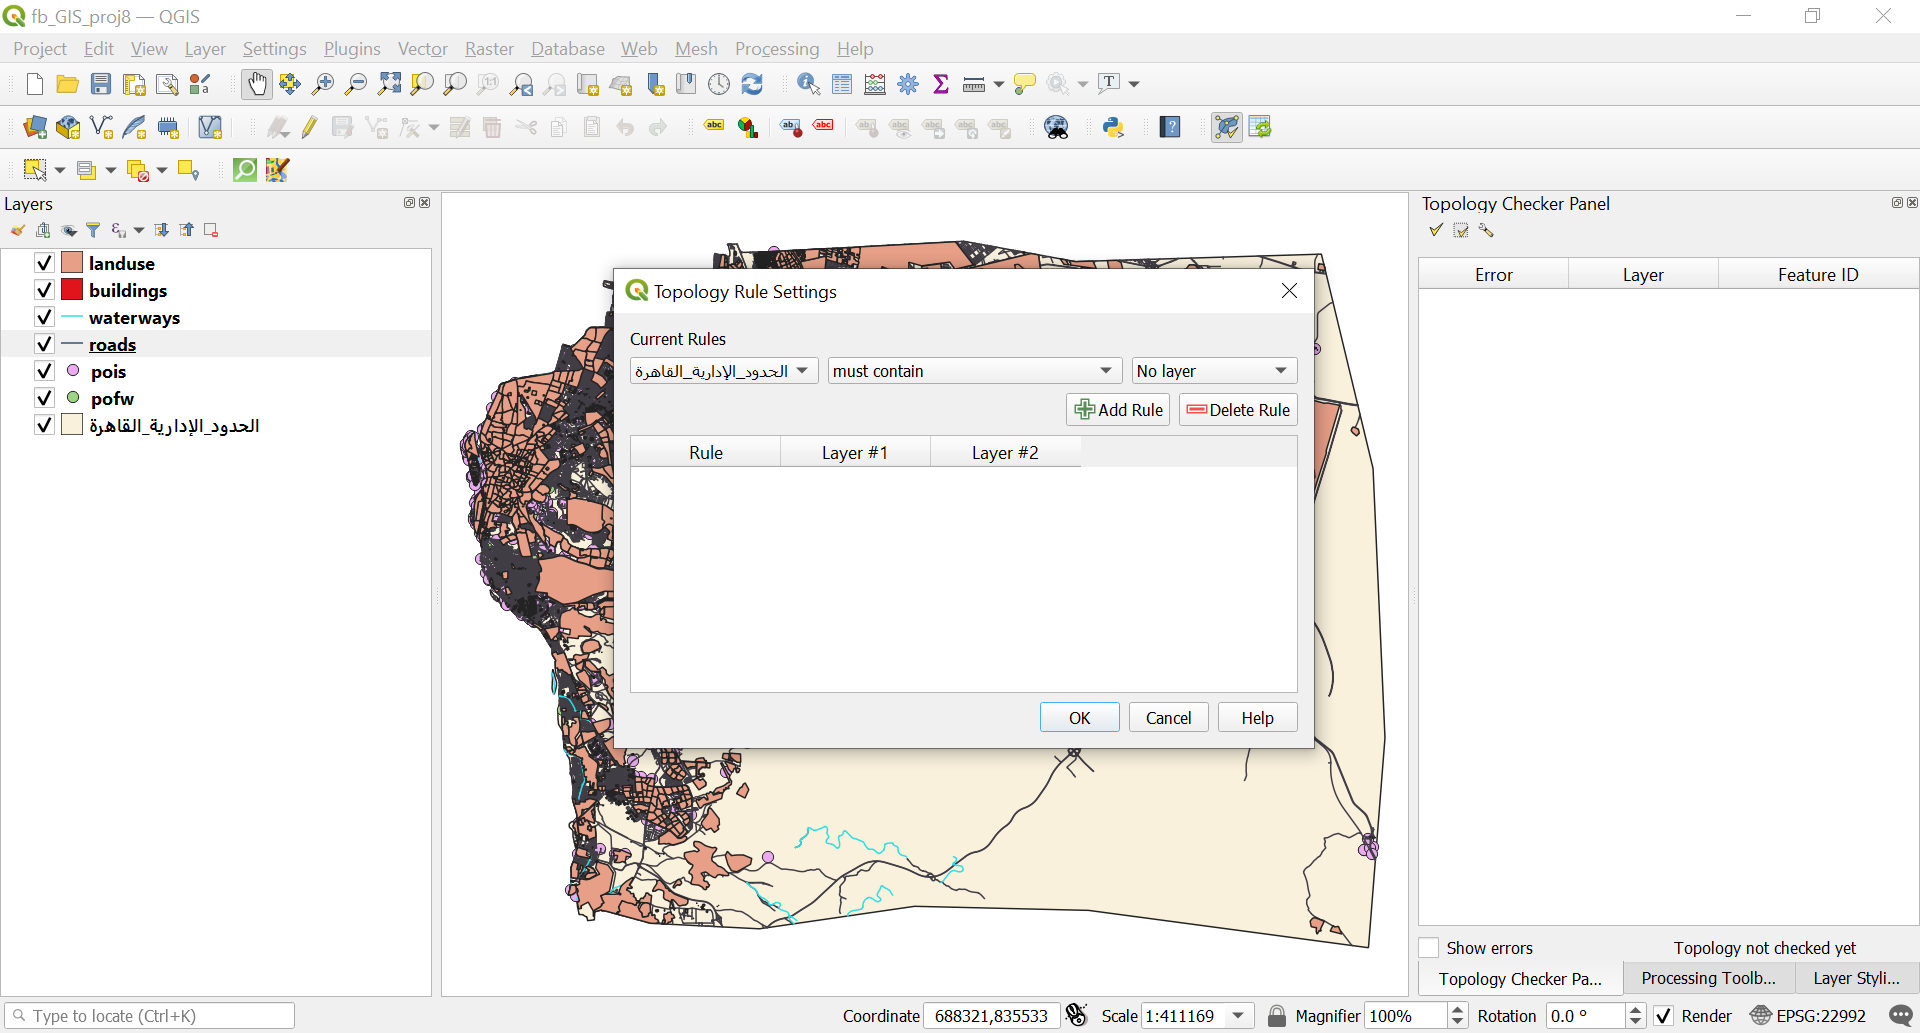 fb_GIS_proj8 — QGIS
Project Edit View Layer Settings Plugins Vector Raster Database Web Mesh Processing Help
Layers
landuse
buildings
waterways
roads
pois
pofw
الحدود_الإدارية_القاهرة
Topology Rule Settings
Current Rules
الحدود_الإدارية_القاهرة must contain No layer
Add Rule Delete Rule
Rule Layer #1 Layer #2
OK Cancel Help
Topology Checker Panel
Error Layer Feature ID
Show errors Topology not checked yet
Topology Checker Pa... Processing Toolb... Layer Styli...
Type to locate (Ctrl+K) Coordinate 688321,835533 Scale 1:411169 Magnifier 100% Rotation 0.0 ° Render EPSG:22992